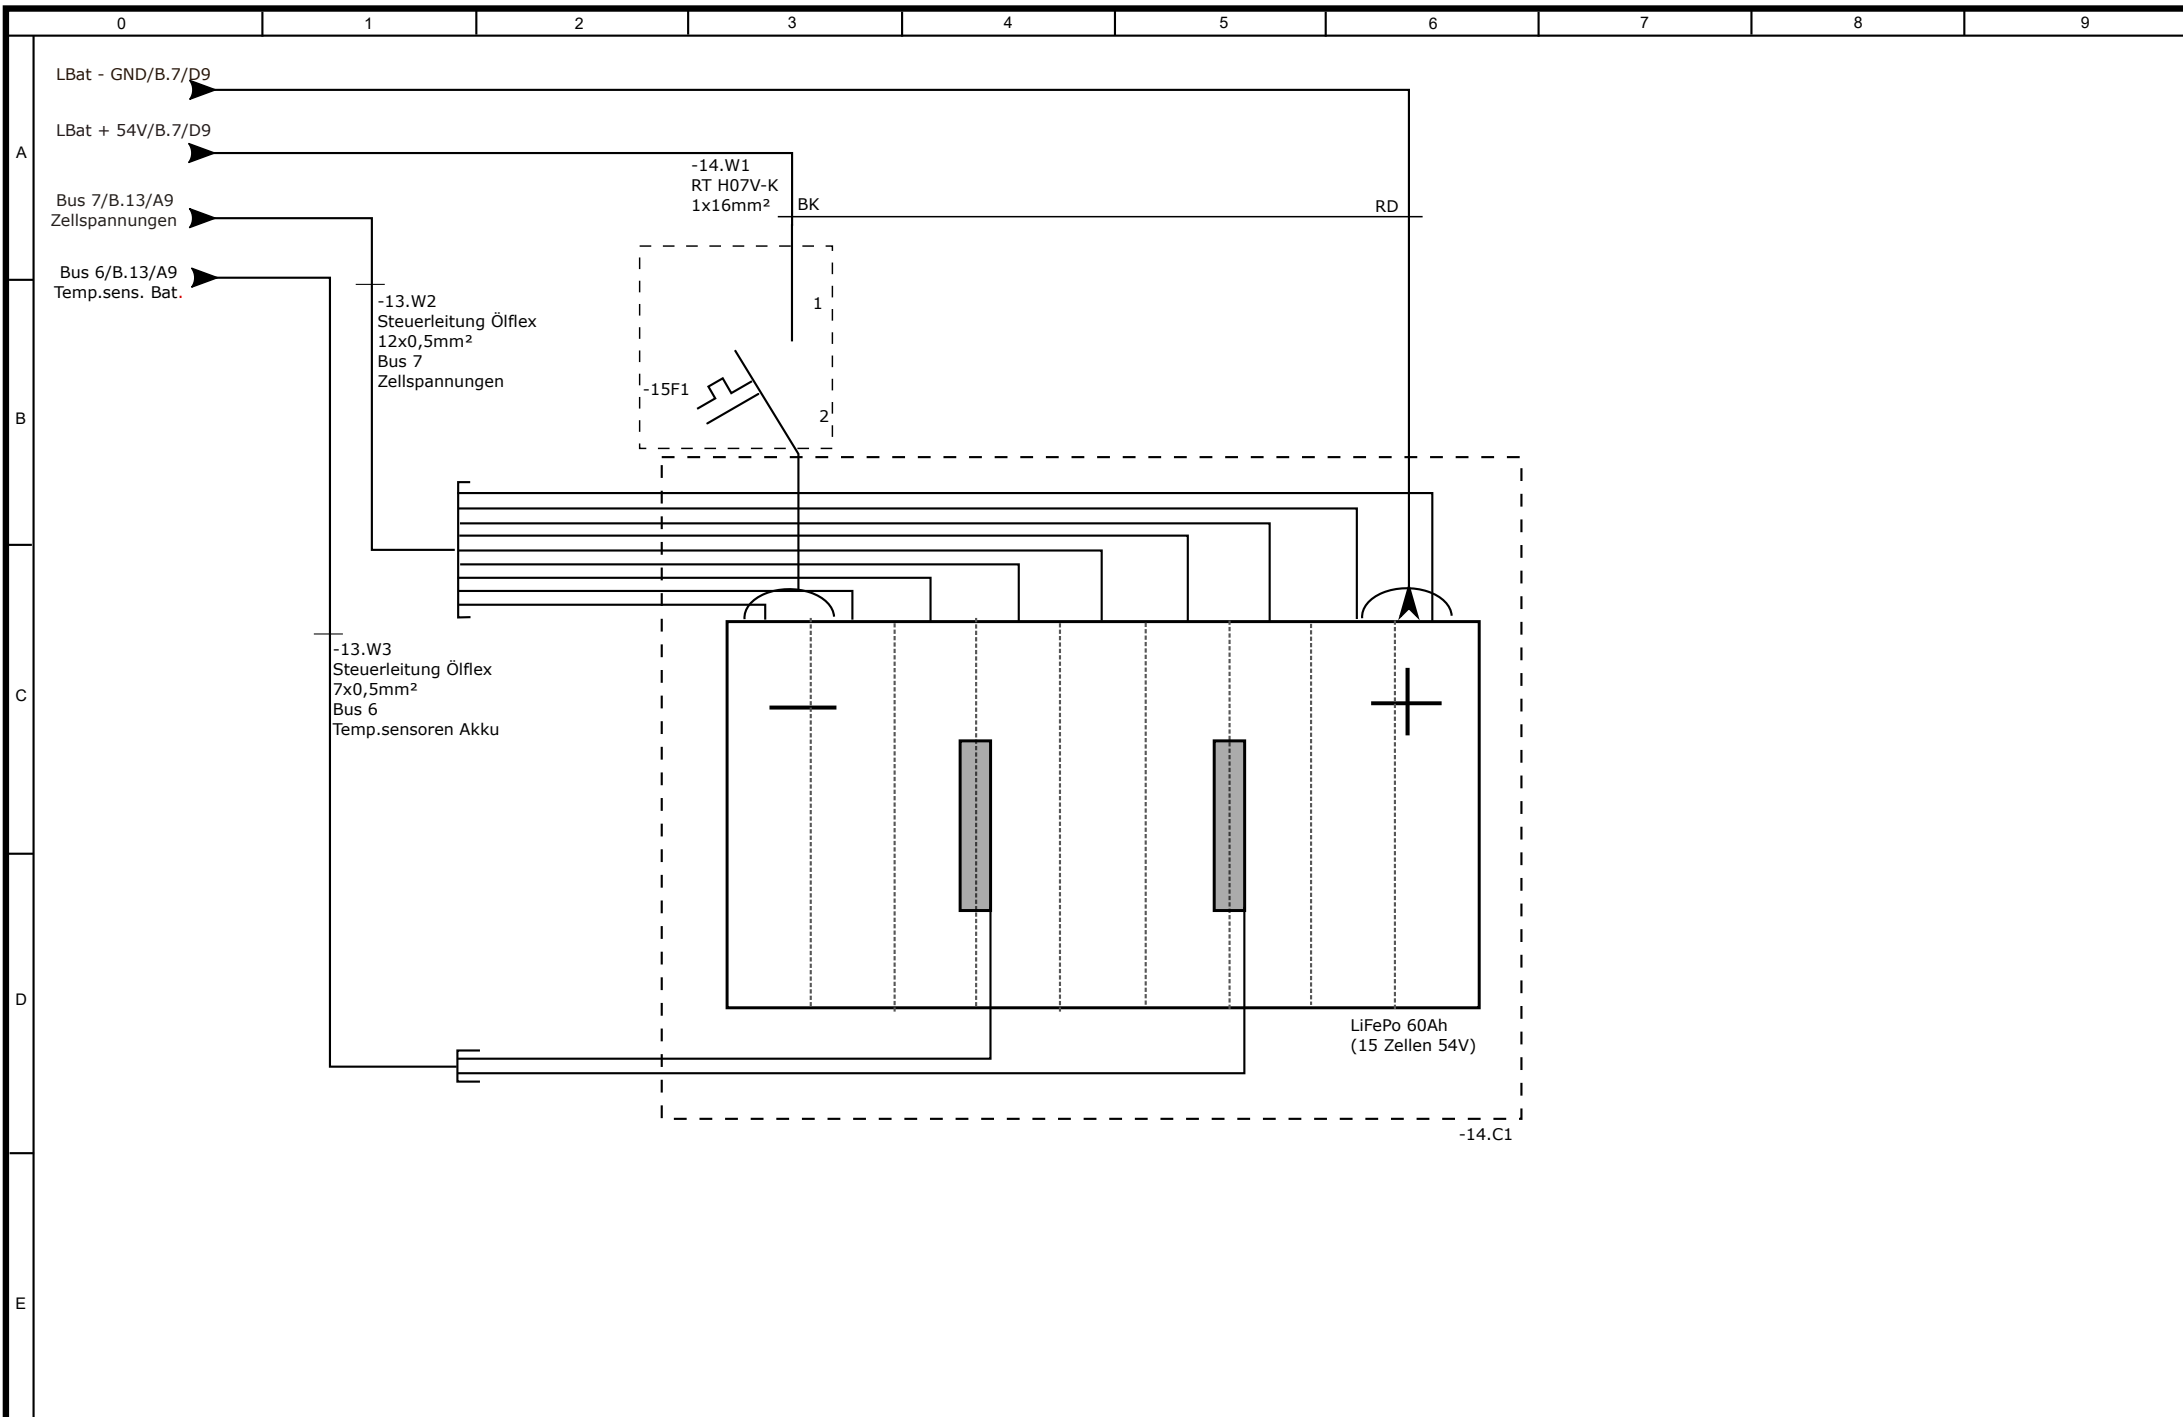 0 1 2 3 4 5 6 7 8 9
LBat - GND/B.7/D9
LBat + 54V/B.7/D9
A
-14.W1
RT H07V-K
1x16mm²
BK
RD
Bus 7/B.13/A9
Zellspannungen
Bus 6/B.13/A9
Temp.sens. Bat.
-13.W2
Steuerleitung Ölflex
12x0,5mm²
Bus 7
Zellspannungen
1
-15F1
2
B
-13.W3
Steuerleitung Ölflex
7x0,5mm²
Bus 6
Temp.sensoren Akku
C
D
LiFePo 60Ah
(15 Zellen 54V)
-14.C1
E